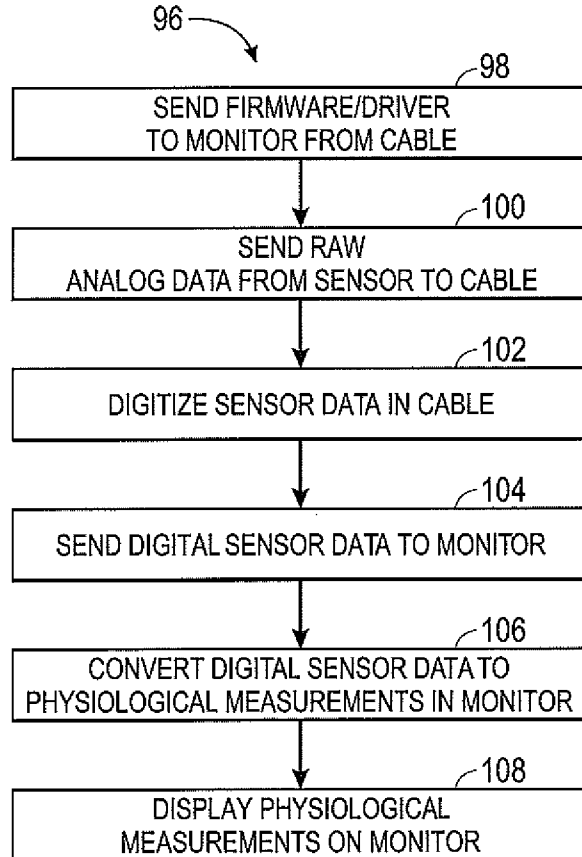 96
98
SEND FIRMWARE/DRIVER
TO MONITOR FROM CABLE
100
SEND RAW
ANALOG DATA FROM SENSOR TO CABLE
102
DIGITIZE SENSOR DATA IN CABLE
104
SEND DIGITAL SENSOR DATA TO MONITOR
106
CONVERT DIGITAL SENSOR DATA TO
PHYSIOLOGICAL MEASUREMENTS IN MONITOR
108
DISPLAY PHYSIOLOGICAL
MEASUREMENTS ON MONITOR